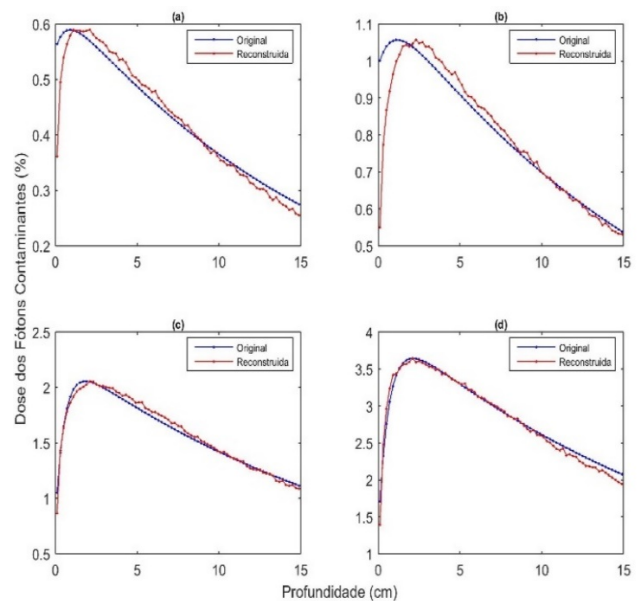 (a)
Original
Reconstruida
0.6
0.5
0.4
0.3
0.2
0 5 10 15
(b)
Original
Reconstruida
1.1
1
0.9
0.8
0.7
0.6
0.5
0 5 10 15
Dose dos Fótons Contaminantes (%)
(c)
Original
Reconstruida
2.5
2
1.5
1
0.5
0 5 10 15
(d)
Original
Reconstruida
4
3.5
3
2.5
2
1.5
1
0 5 10 15
Profundidade (cm)